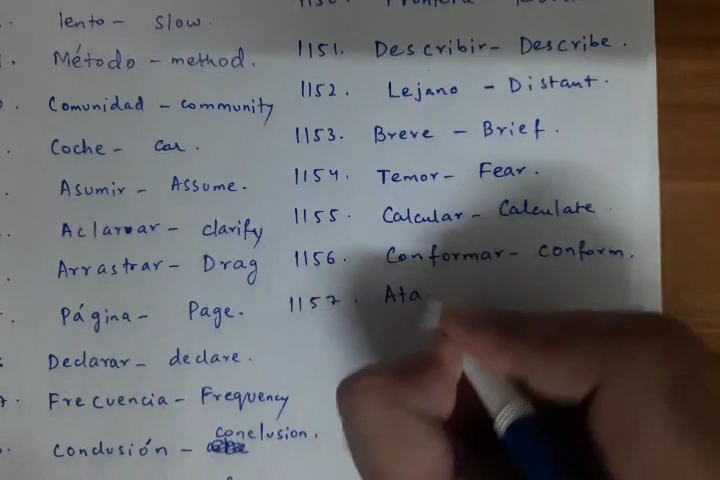 lento - slow.
Método - method.
Comunidad - community
Coche - car.
Asumir - Assume.
Aclarar - clarify
Arrastrar - Drag
Página - Page.
Declarar - declare.
Frecuencia - Frequency
Conclusión - conclusion.
1151. Describir - Describe.
1152. Lejano - Distant.
1153. Breve - Brief.
1154. Temor - Fear.
1155. Calcular - Calculate
1156. Conformar - conform.
1157. Ata